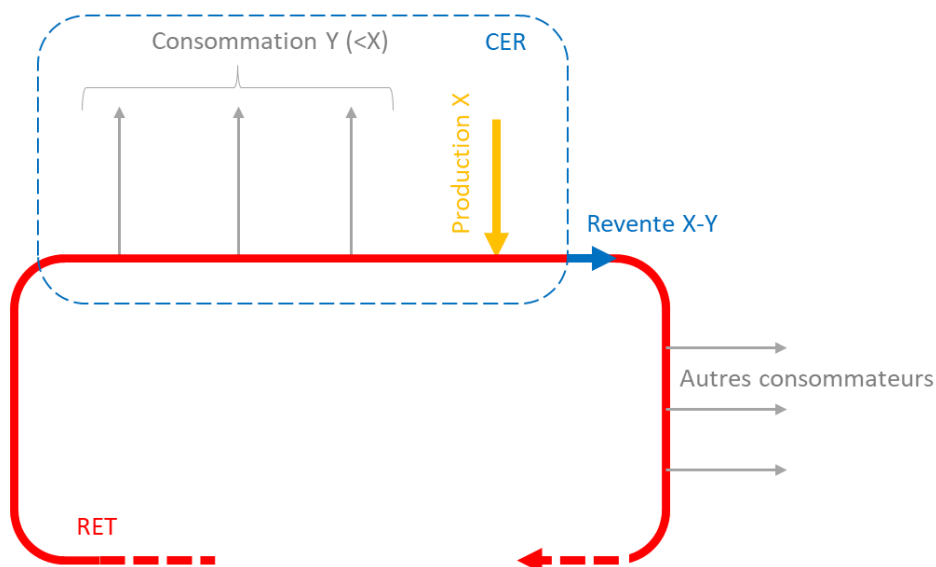 Consommation Y (<X)
CER
Production X
Revente X-Y
Autres consommateurs
RET